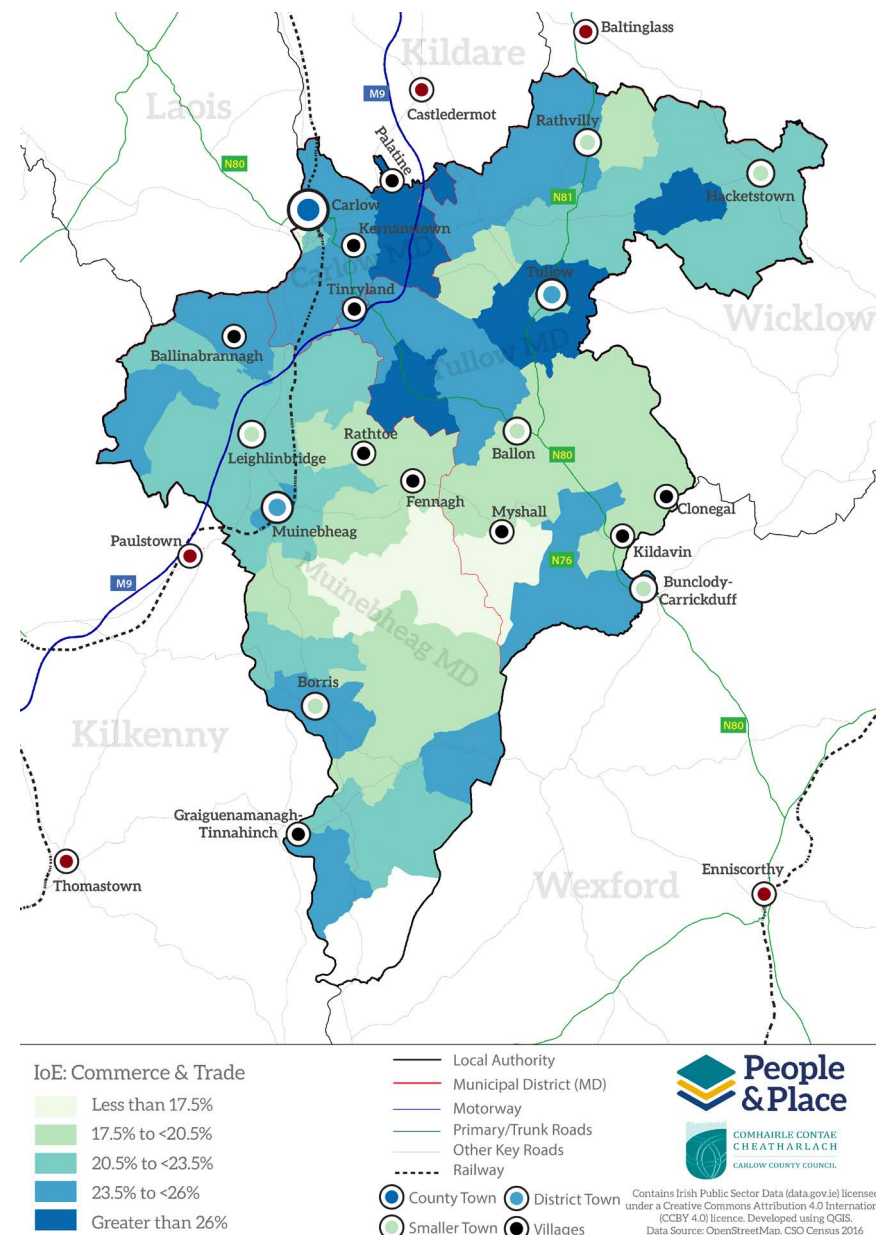 Baltinglass
Kildare
M9
Castledermot
Laois
Rathvilly
Palatine
N80
Hacketstown
N81
Carlow
Kernanstown
Carlow MD
Tullow
Tinryland
Wicklow
Ballinabrannagh
Tullow MD
Rathtoe
Leighlinbridge
Ballon
N80
Fennagh
Clonegal
Myshall
Muinebheag
Paulstown
Kildavin
N76
M9
Bunclody-
Carrickduff
Muinebheag MD
Borris
Kilkenny
N80
Graiguenamanagh-
Tinnahinch
Enniscorthy
Wexford
Thomastown
IoE: Commerce & Trade
Less than 17.5%
17.5% to <20.5%
20.5% to <23.5%
23.5% to <26%
Greater than 26%
Local Authority
Municipal District (MD)
Motorway
Primary/Trunk Roads
Other Key Roads
Railway
County Town
District Town
Smaller Town
Villages
People
&Place
COMHAIRLE CONTAE
CHEATHARLACH
CARLOW COUNTY COUNCIL
Contains Irish Public Sector Data (data.gov.ie) licensed
under a Creative Commons Attribution 4.0 Internation
(CCBY 4.0) licence. Developed using QGIS.
Data Source: OpenStreetMap, CSO Census 2016